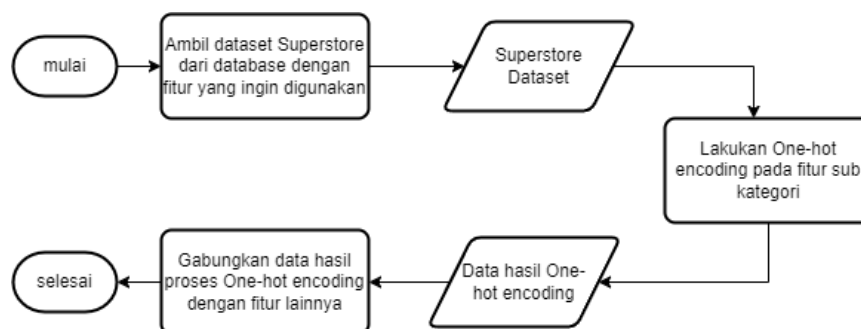 mulai
Ambil dataset Superstore
dari database dengan
fitur yang ingin digunakan
Superstore
Dataset
Lakukan One-hot
encoding pada fitur sub
kategori
Data hasil One-
hot encoding
Gabungkan data hasil
proses One-hot encoding
dengan fitur lainnya
selesai